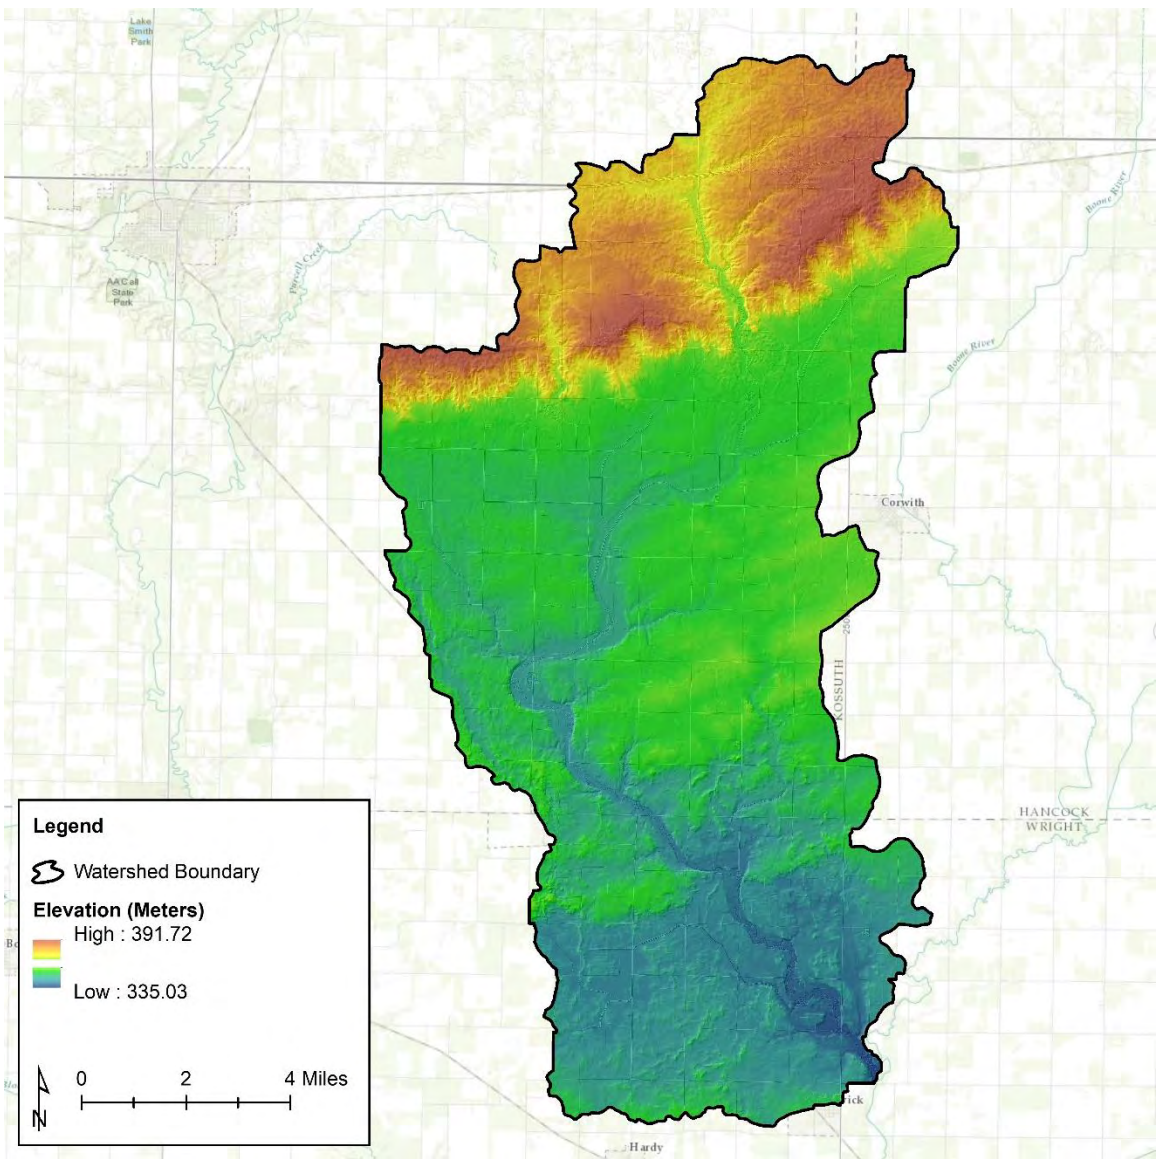 Lake
Smith
Park
Boone River
Purcell Creek
AA Call
State
Park
Boone River
Corwith
KOSSUTH
HANCOCK
WRIGHT
Legend
Watershed Boundary
Elevation (Meters)
High : 391.72
Low : 335.03
0 2 4 Miles
N
Hardy